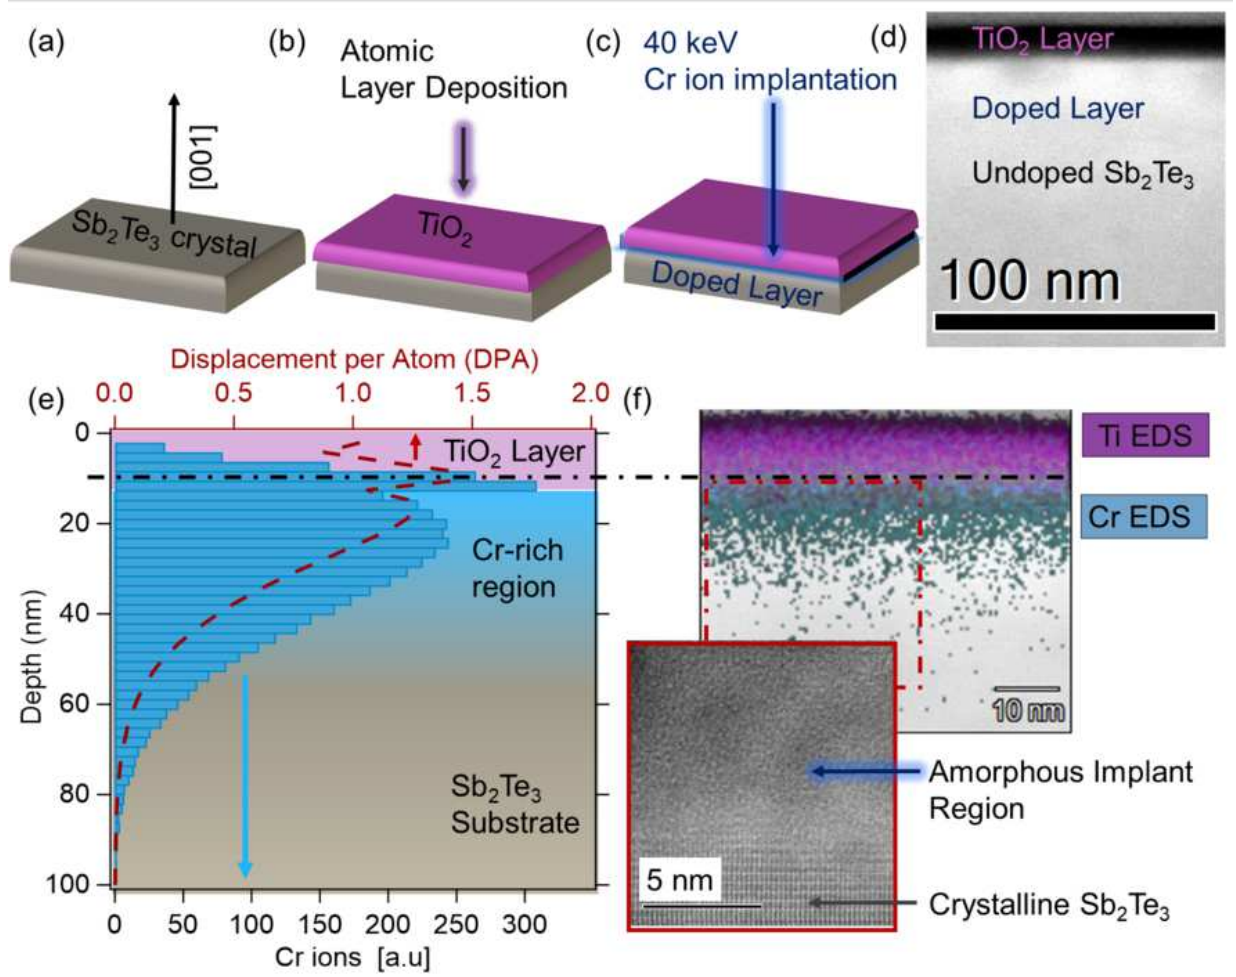 (a)
[001]
Sb₂Te₃ crystal
(b)
Atomic
Layer Deposition
TiO₂
(c)
40 keV
Cr ion implantation
Doped Layer
(d)
TiO₂ Layer
Doped Layer
Undoped Sb₂Te₃
100 nm
Displacement per Atom (DPA)
(e)
0.0 0.5 1.0 1.5 2.0
0
20
40
60
80
100
Depth (nm)
TiO₂ Layer
Cr-rich
region
Sb₂Te₃
Substrate
0 50 100 150 200 250 300
Cr ions [a.u]
(f)
Ti EDS
Cr EDS
10 nm
Amorphous Implant
Region
5 nm
Crystalline Sb₂Te₃